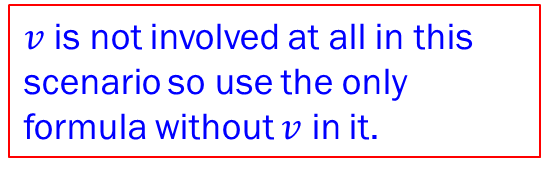 𝑣 is not involved at all in this
scenario so use the only
formula without 𝑣 in it.